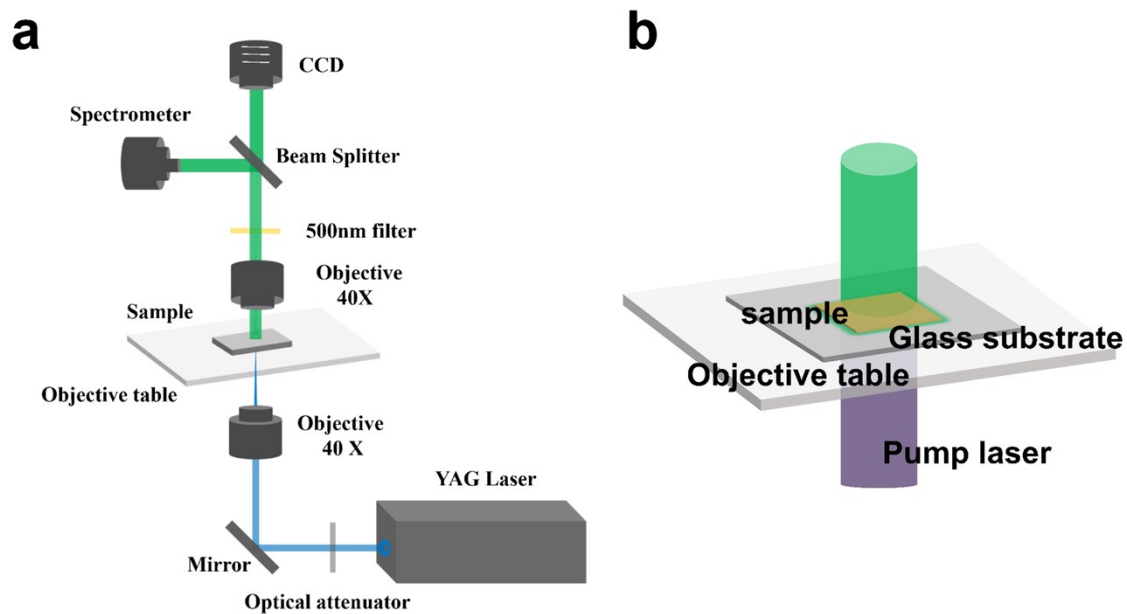 a
CCD
Spectrometer
Beam Splitter
500nm filter
Objective
40X
Sample
Objective table
Objective
40 X
YAG Laser
Mirror
Optical attenuator
b
sample
Glass substrate
Objective table
Pump laser